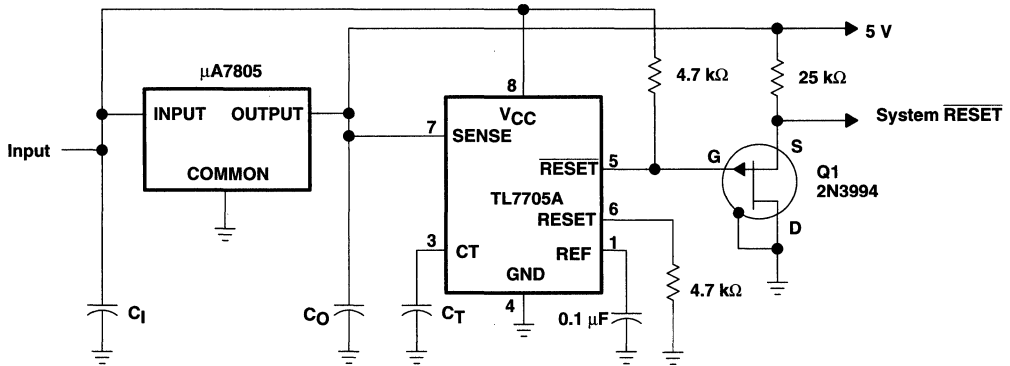 5 V
μA7805
4.7 kΩ
25 kΩ
8
INPUT OUTPUT
VCC
System RESET
7
SENSE
Input
S
COMMON
RESET
5
G
Q1
2N3994
TL7705A
6
RESET
D
3
CT
REF
1
GND
4.7 kΩ
CI
CO
CT
4
0.1 μF